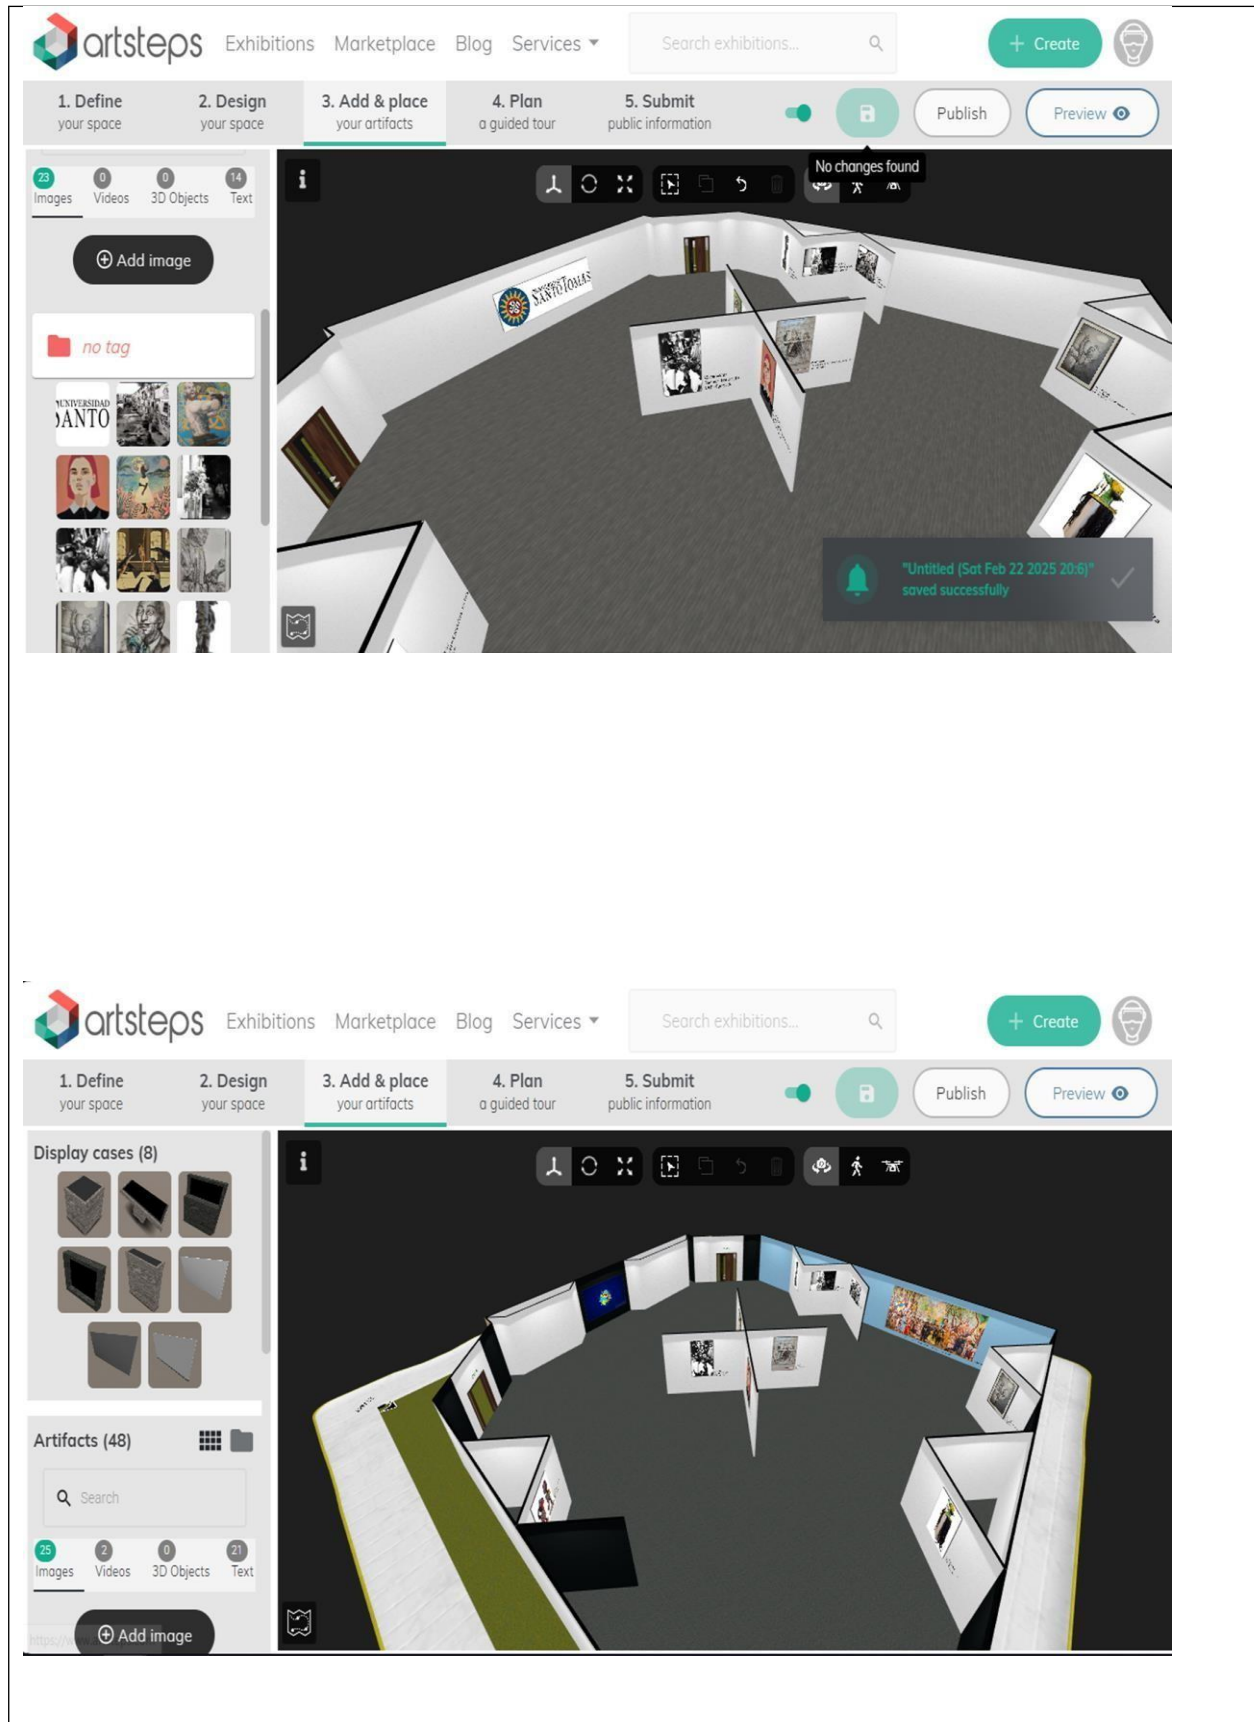 artsteps Exhibitions Marketplace Blog Services Search exhibitions... + Create
1. Define 2. Design 3. Add & place 4. Plan 5. Submit
your space your space your artifacts a guided tour public information
Publish Preview
No changes found
23 0 0 14
Images Videos 3D Objects Text
i
Add image
SANTO TOMAS
no tag
UNIVERSIDAD
SANTO
"Untitled (Sat Feb 22 2025 20:6)"
saved successfully
artsteps Exhibitions Marketplace Blog Services Search exhibitions... + Create
1. Define 2. Design 3. Add & place 4. Plan 5. Submit
your space your space your artifacts a guided tour public information
Publish Preview
Display cases (8)
i
Artifacts (48)
Search
25 2 0 21
Images Videos 3D Objects Text
Add image